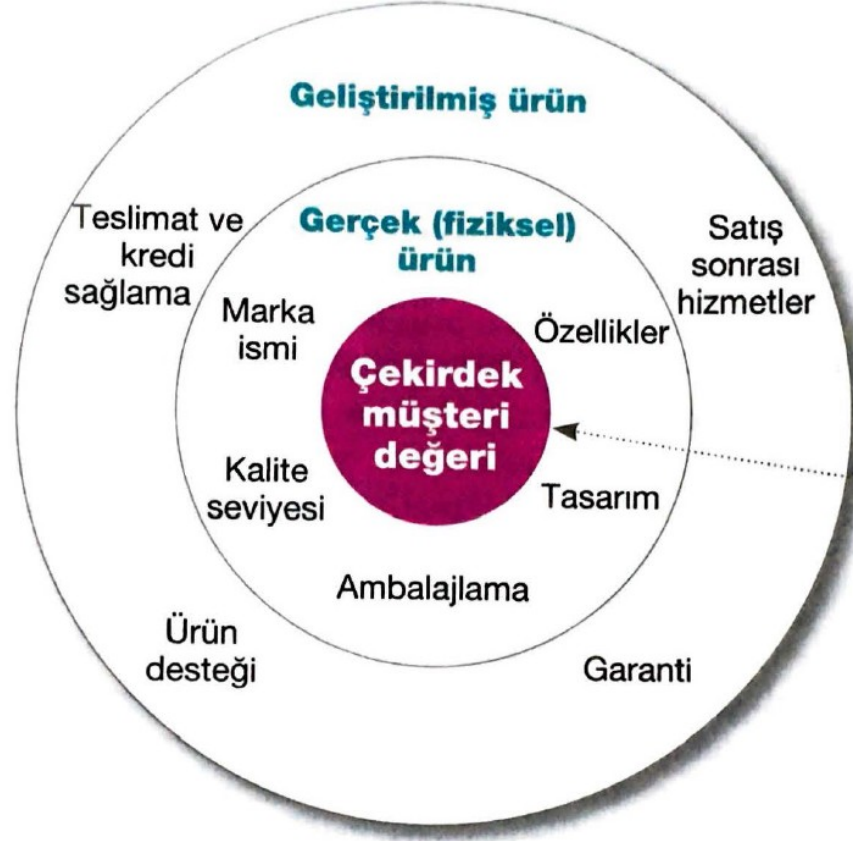 Geliştirilmiş ürün
Teslimat ve
kredi
sağlama
Gerçek (fiziksel)
ürün
Satış
sonrası
hizmetler
Marka
ismi
Özellikler
Çekirdek
müşteri
değeri
Kalite
seviyesi
Tasarım
Ambalajlama
Ürün
desteği
Garanti